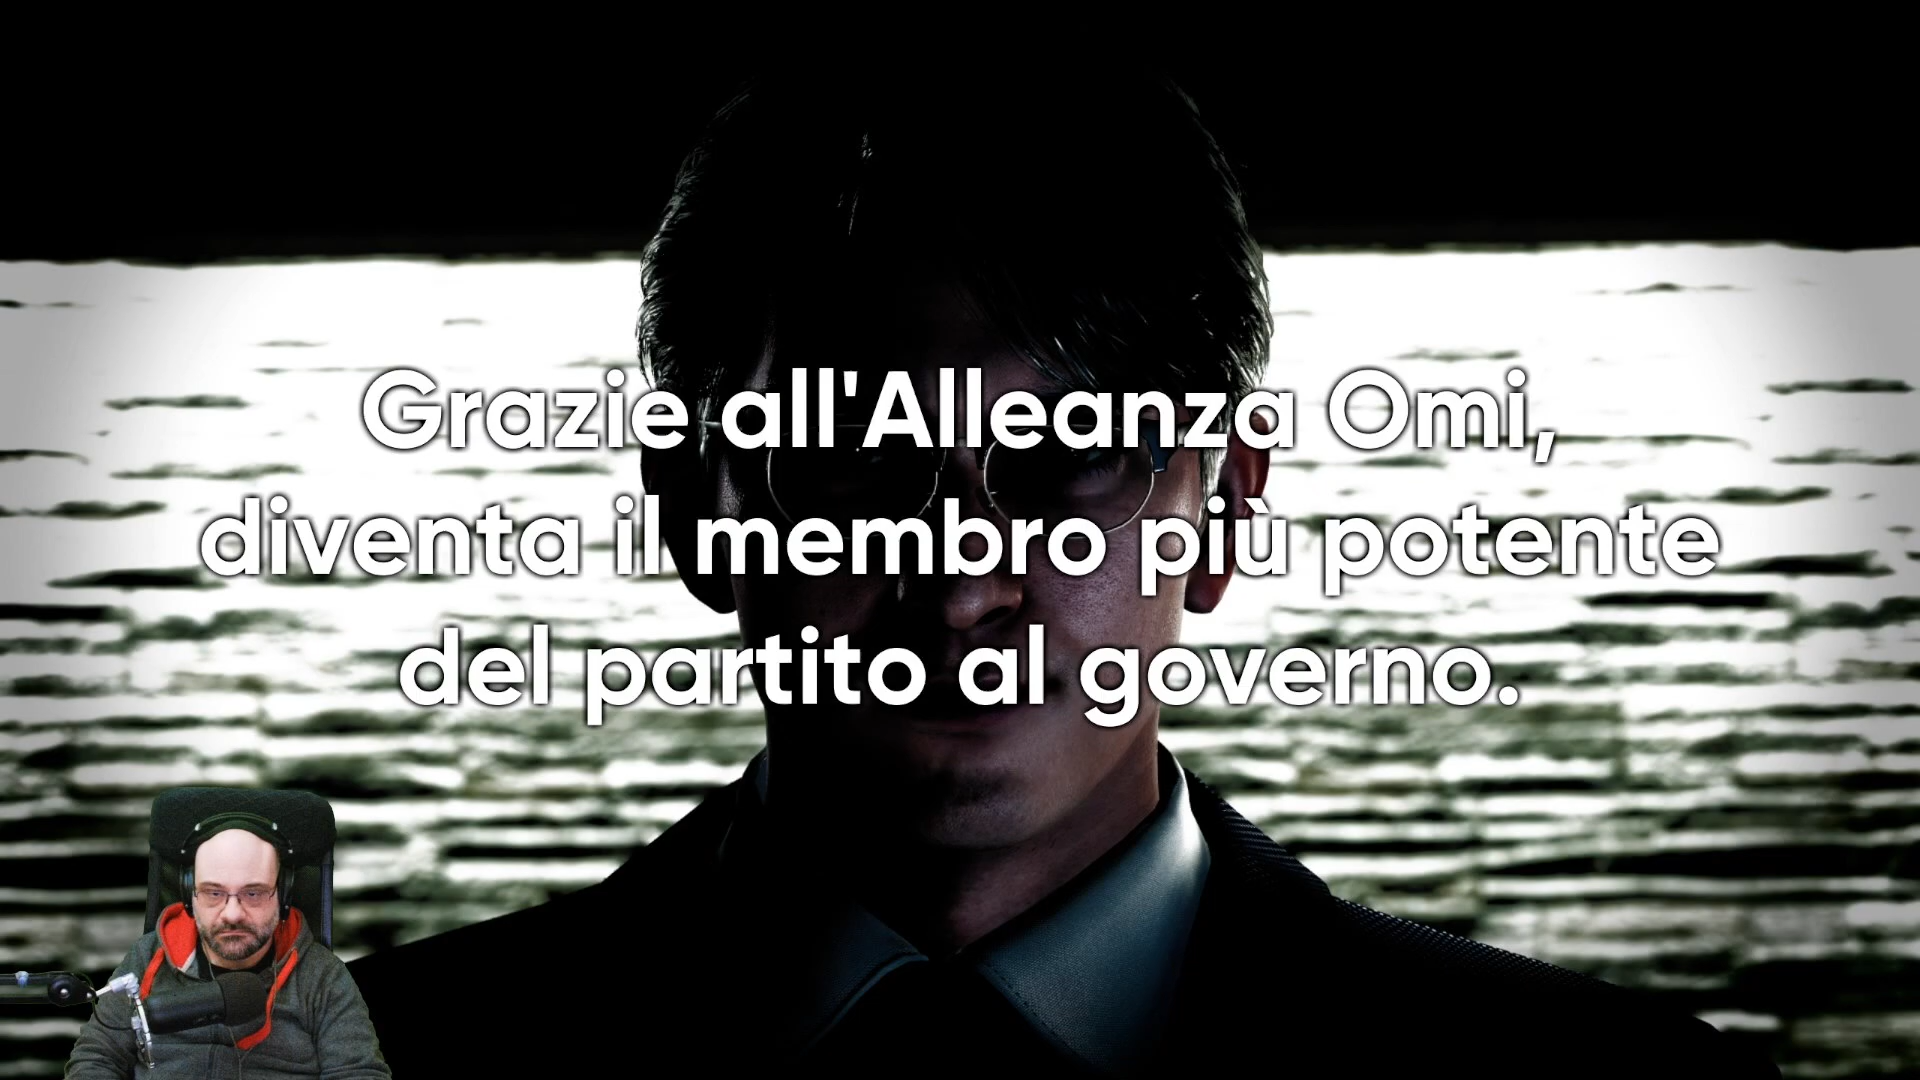 Grazie all'Alleanza Omi,
diventa il membro più potente
del partito al governo.